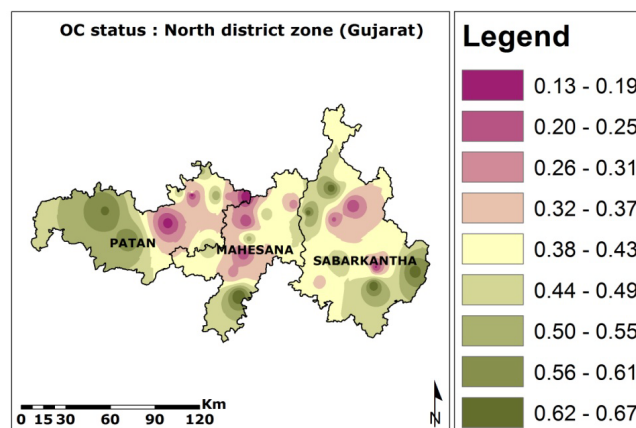 OC status : North district zone (Gujarat)
PATAN
MAHESANA
SABARKANTHA
Km
0 15 30 60 90 120
N
Legend
0.13 - 0.19
0.20 - 0.25
0.26 - 0.31
0.32 - 0.37
0.38 - 0.43
0.44 - 0.49
0.50 - 0.55
0.56 - 0.61
0.62 - 0.67